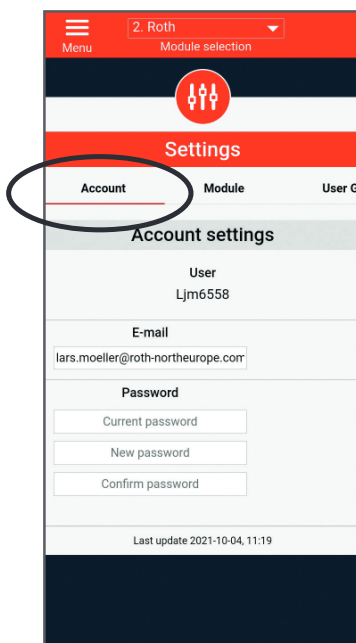 2. Roth
Menu
Module selection
Settings
Account Module User G
Account settings
User
Ljm6558
E-mail
lars.moeller@roth-northeurope.com
Password
Current password
New password
Confirm password
Last update 2021-10-04, 11:19